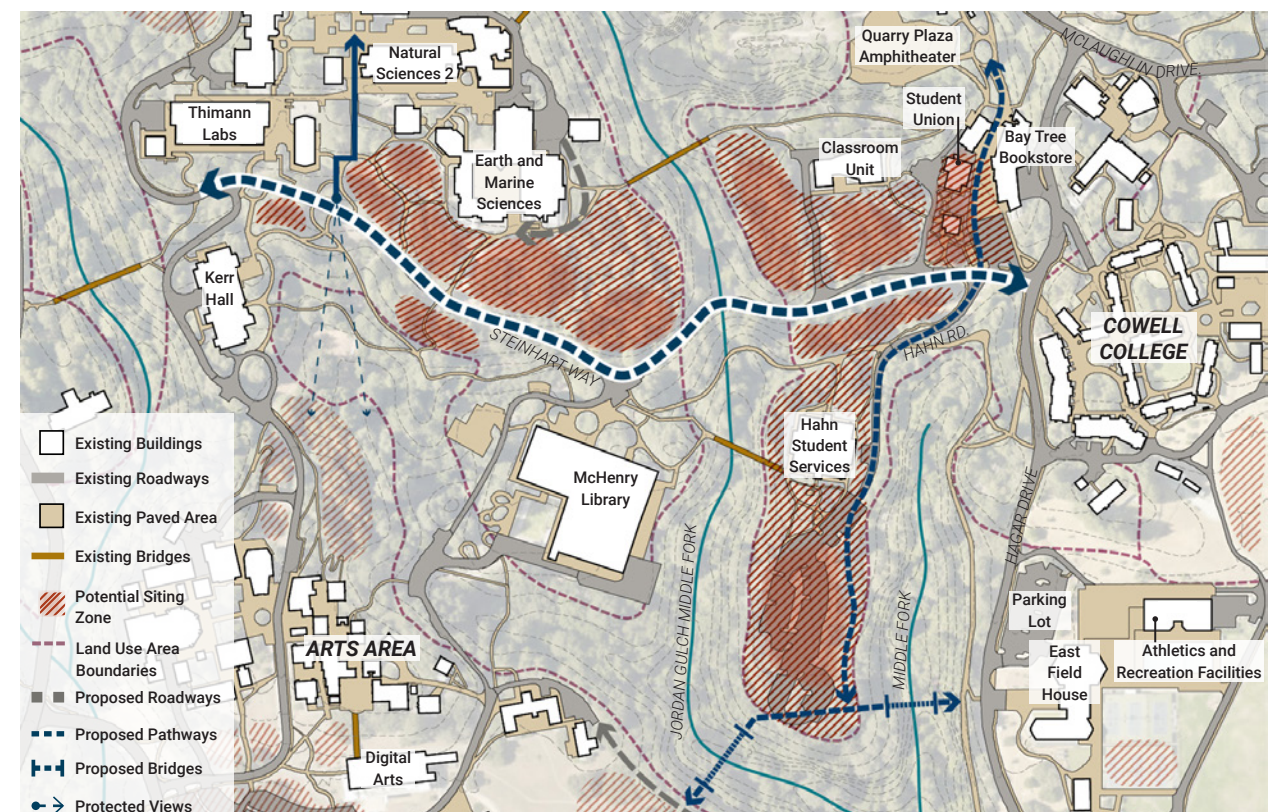 Natural
Sciences 2
Quarry Plaza
Amphitheater
MCLAUGHLIN DRIVE
Thimann
Labs
Student
Union
Earth and
Marine
Sciences
Classroom
Unit
Bay Tree
Bookstore
Kerr
Hall
STEINHART WAY
HAHN RD.
COWELL
COLLEGE
Hahn
Student
Services
McHenry
Library
JORDAN GULCH MIDDLE FORK
MIDDLE FORK
HAGAR DRIVE
Parking
Lot
East
Field
House
Athletics and
Recreation Facilities
ARTS AREA
Digital
Arts
Existing Buildings
Existing Roadways
Existing Paved Area
Existing Bridges
Potential Siting
Zone
Land Use Area
Boundaries
Proposed Roadways
Proposed Pathways
Proposed Bridges
Protected Views